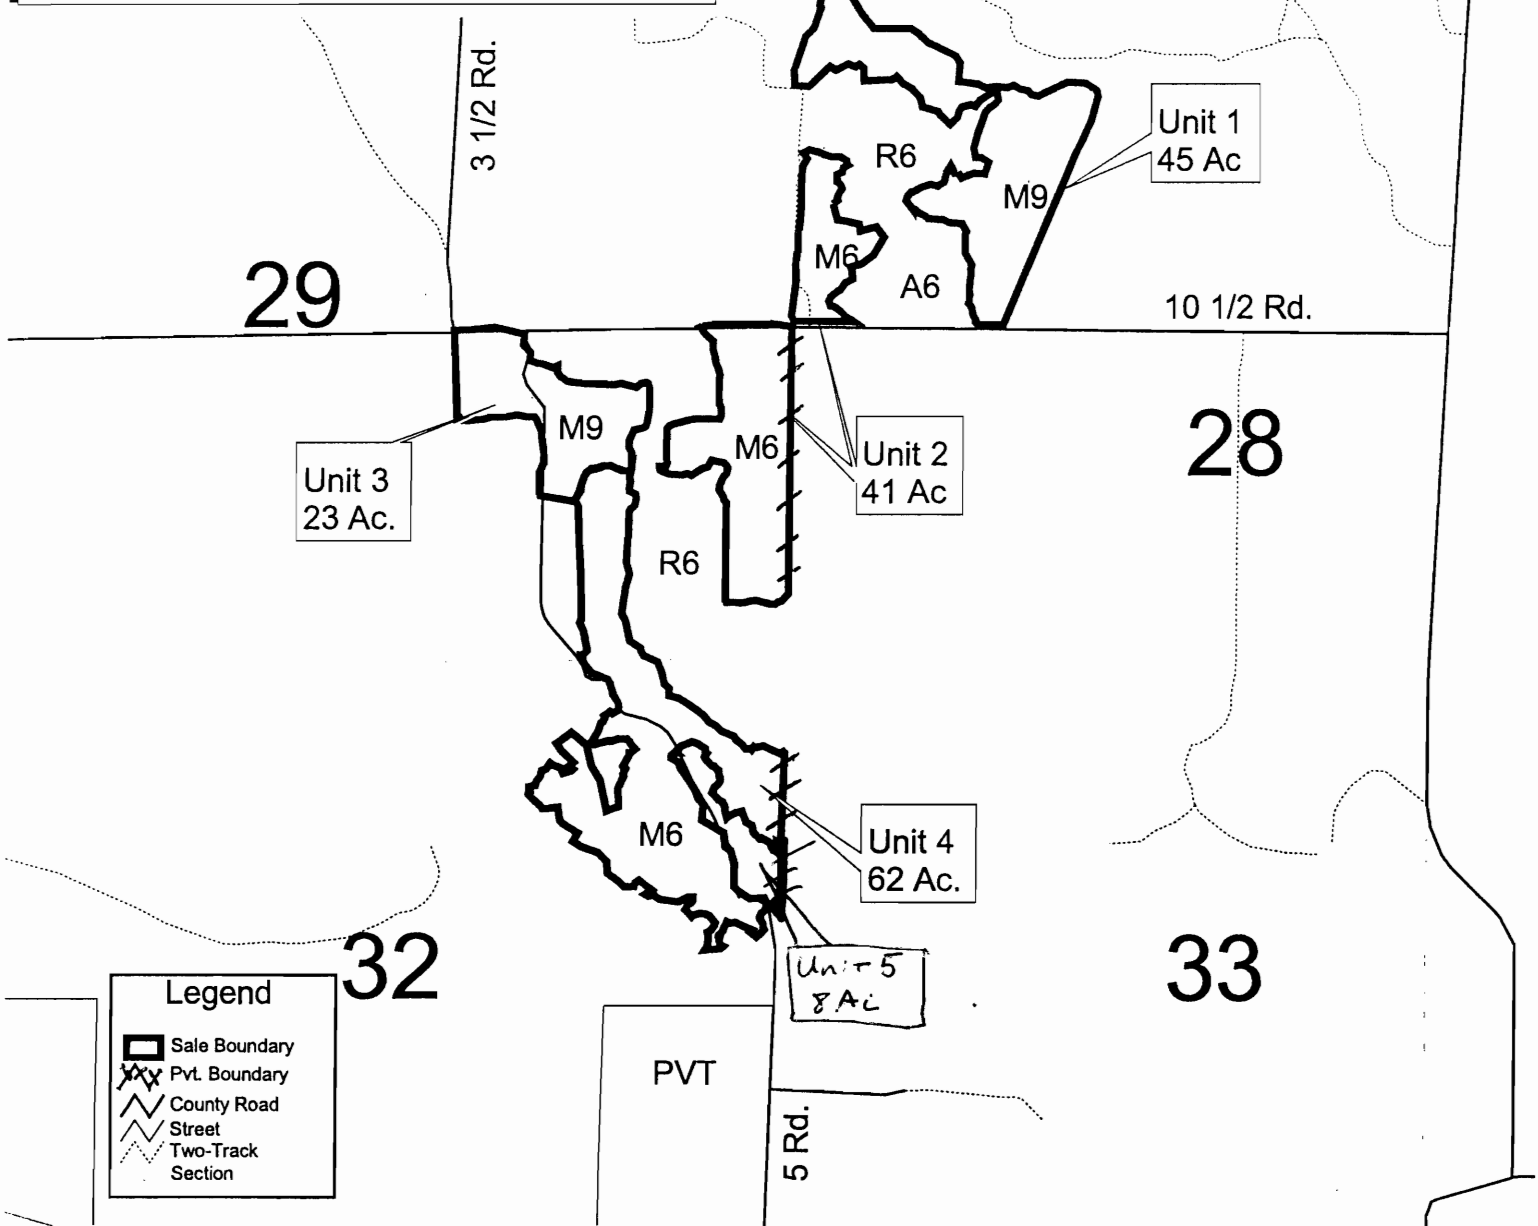 3 1/2 Rd.
Unit 1
45 Ac
R6
M9
M6
A6
29
10 1/2 Rd.
M9
M6
28
Unit 2
41 Ac
Unit 3
23 Ac.
R6
M6
Unit 4
62 Ac.
32
33
Unit 5
8 Ac
Legend
Sale Boundary
Pvt. Boundary
County Road
Street
Two-Track
Section
PVT
5 Rd.